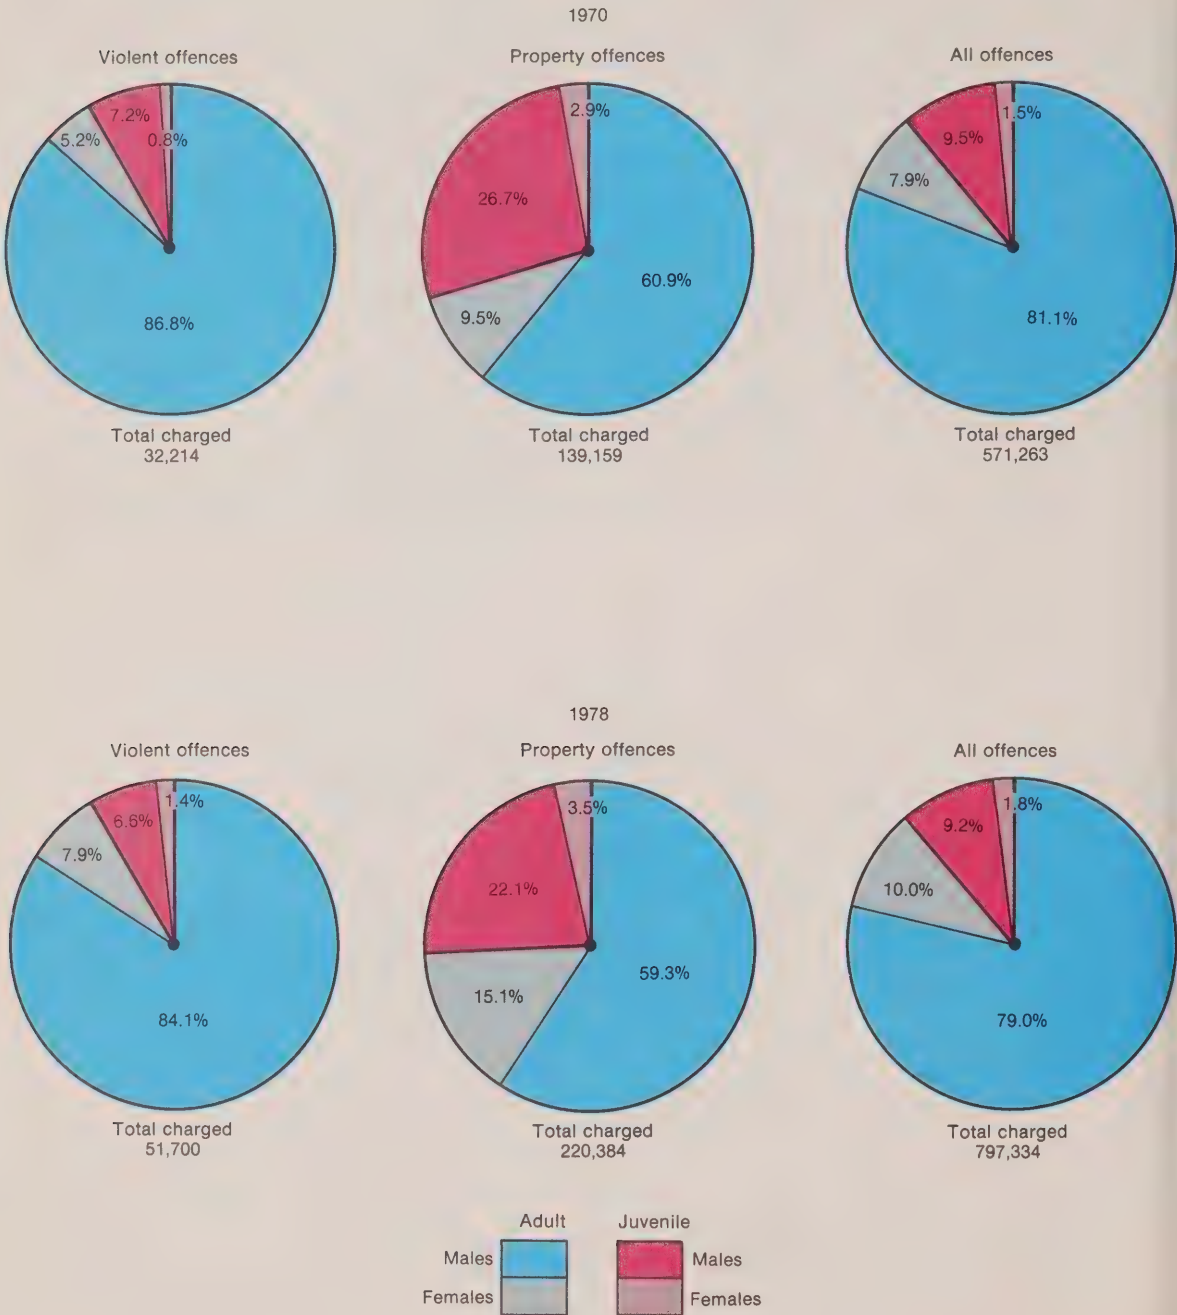 1970
Violent offences
7.2%
5.2%
0.8%
86.8%
Total charged
32,214
Property offences
2.9%
26.7%
60.9%
9.5%
Total charged
139,159
All offences
1.5%
9.5%
7.9%
81.1%
Total charged
571,263
1978
Violent offences
1.4%
6.6%
7.9%
84.1%
Total charged
51,700
Property offences
3.5%
22.1%
59.3%
15.1%
Total charged
220,384
All offences
1.8%
9.2%
10.0%
79.0%
Total charged
797,334
Adult Juvenile
Males Males
Females Females